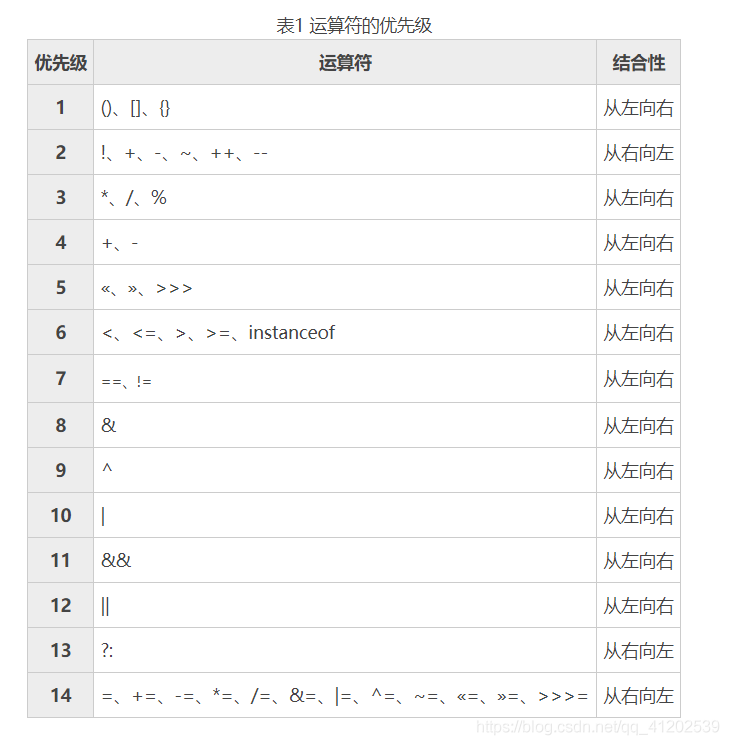 表1 运算符的优先级
优先级 运算符 结合性
1 ()、[]、{} 从左向右
2 !、+、-、~、++、-- 从右向左
3 *、/、% 从左向右
4 +、- 从左向右
5 «、»、>>> 从左向右
6 <、<=、>、>=、instanceof 从左向右
7 ==、!= 从左向右
8 & 从左向右
9 ^ 从左向右
10 | 从左向右
11 && 从左向右
12 || 从左向右
13 ?: 从右向左
14 =、+=、-=、*=、/=、&=、|=、^=、~=、«=、»=、>>>= 从右向左
https://blog.csdn.net/qq_41202539